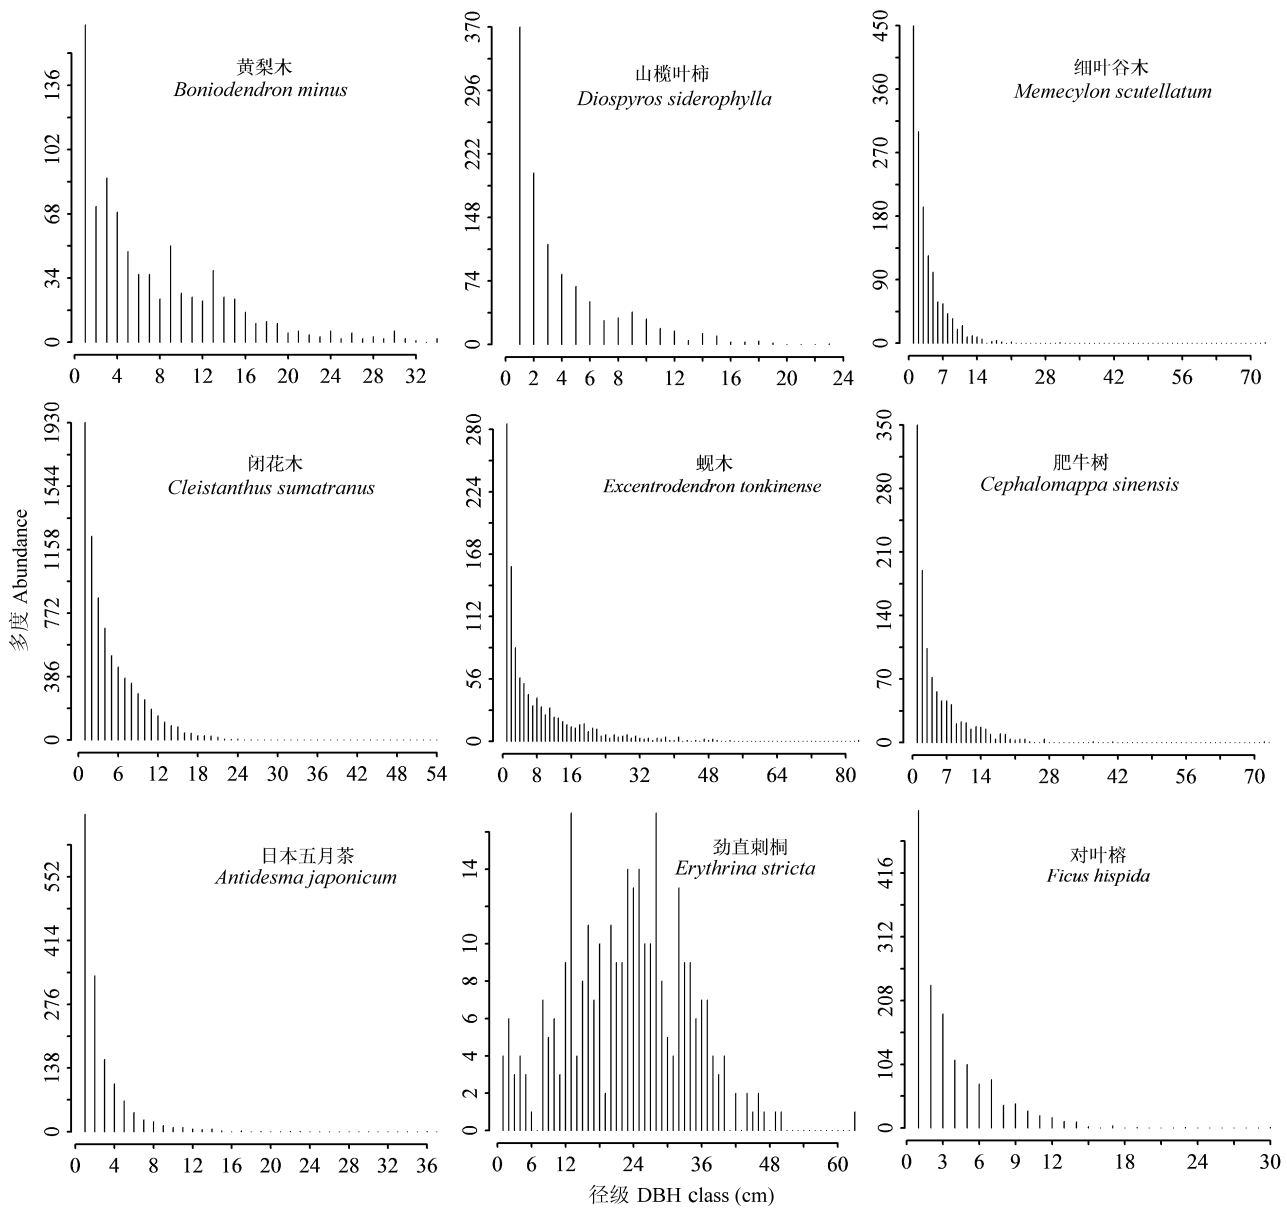 黄梨木
Boniodendron minus
0 34 68 102 136
0 4 8 12 16 20 24 28 32
山榄叶柿
Diospyros siderophylla
0 74 148 222 296 370
0 2 4 6 8 12 16 20 24
细叶谷木
Memecylon scutellatum
0 90 180 270 360 450
0 7 14 28 42 56 70
闭花木
Cleistanthus sumatranus
0 386 772 1158 1544 1930
0 6 12 18 24 30 36 42 48 54
蚬木
Excentrodendron tonkinense
0 56 112 168 224 280
0 8 16 32 48 64 80
肥牛树
Cephalomappa sinensis
0 70 140 210 280 350
0 7 14 28 42 56 70
日本五月茶
Antidesma japonicum
0 138 276 414 552
0 4 8 12 16 20 24 28 32 36
劲直刺桐
Erythrina stricta
0 2 4 6 8 10 14
0 6 12 24 36 48 60
对叶榕
Ficus hispida
0 104 208 312 416
0 3 6 9 12 18 24 30
多度 Abundance
径级 DBH class (cm)